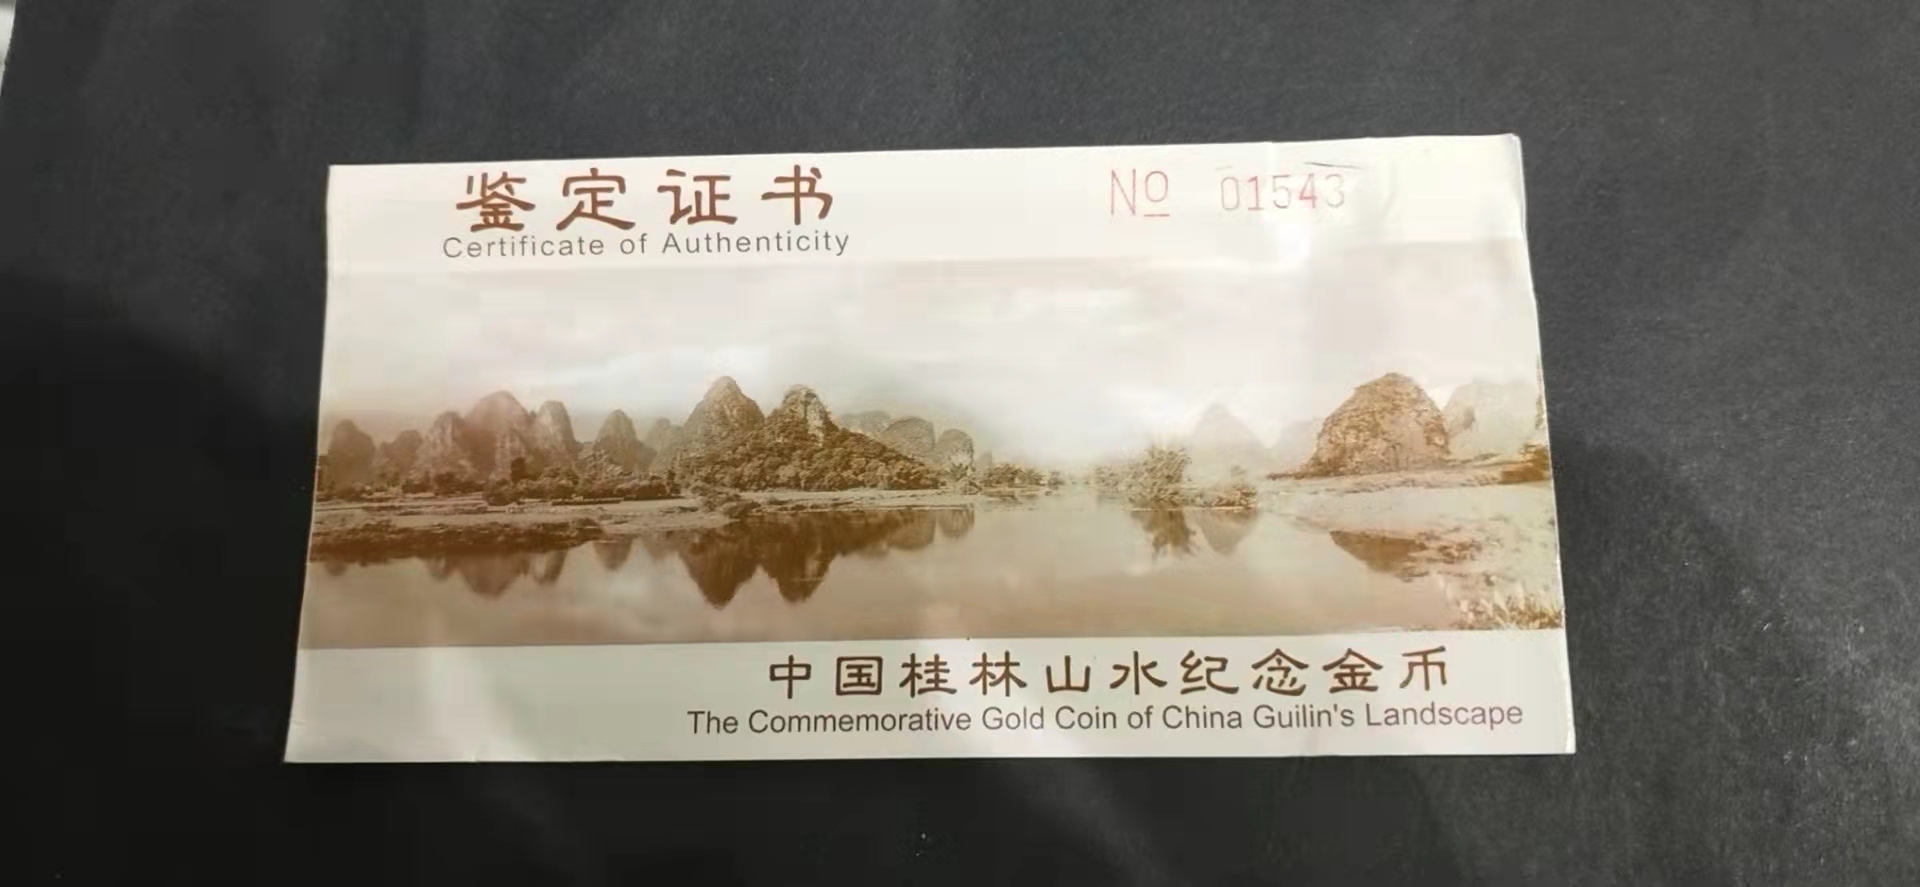 鉴定证书
Certificate of Authenticity
No 01543
中国桂林山水纪念金币
The Commemorative Gold Coin of China Guilin's Landscape